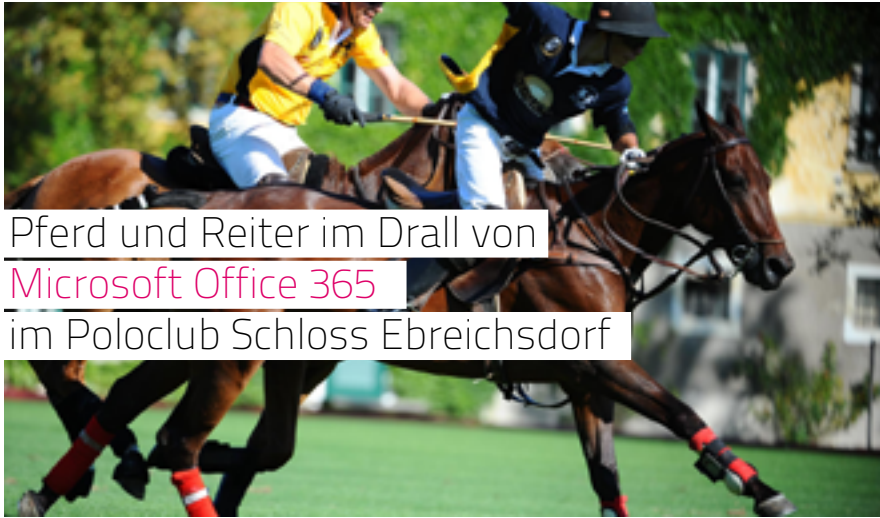 Pferd und Reiter im Drall von
Microsoft Office 365
im Poloclub Schloss Ebreichsdorf